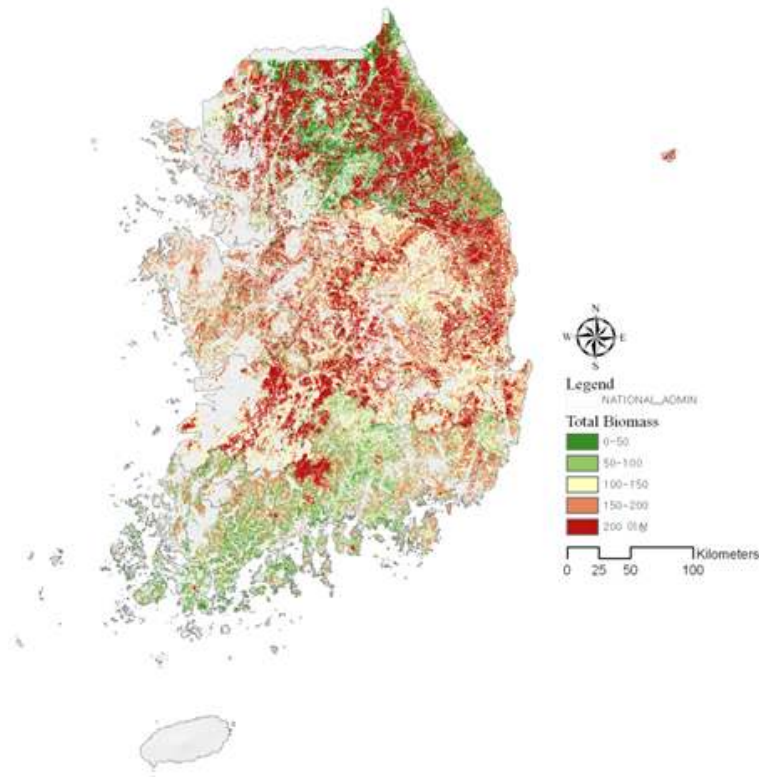 N
W E
S
Legend
NATIONAL_ADMIN
Total Biomass
0-50
50-100
100-150
150-200
200 이상
Kilometers
0 25 50 100